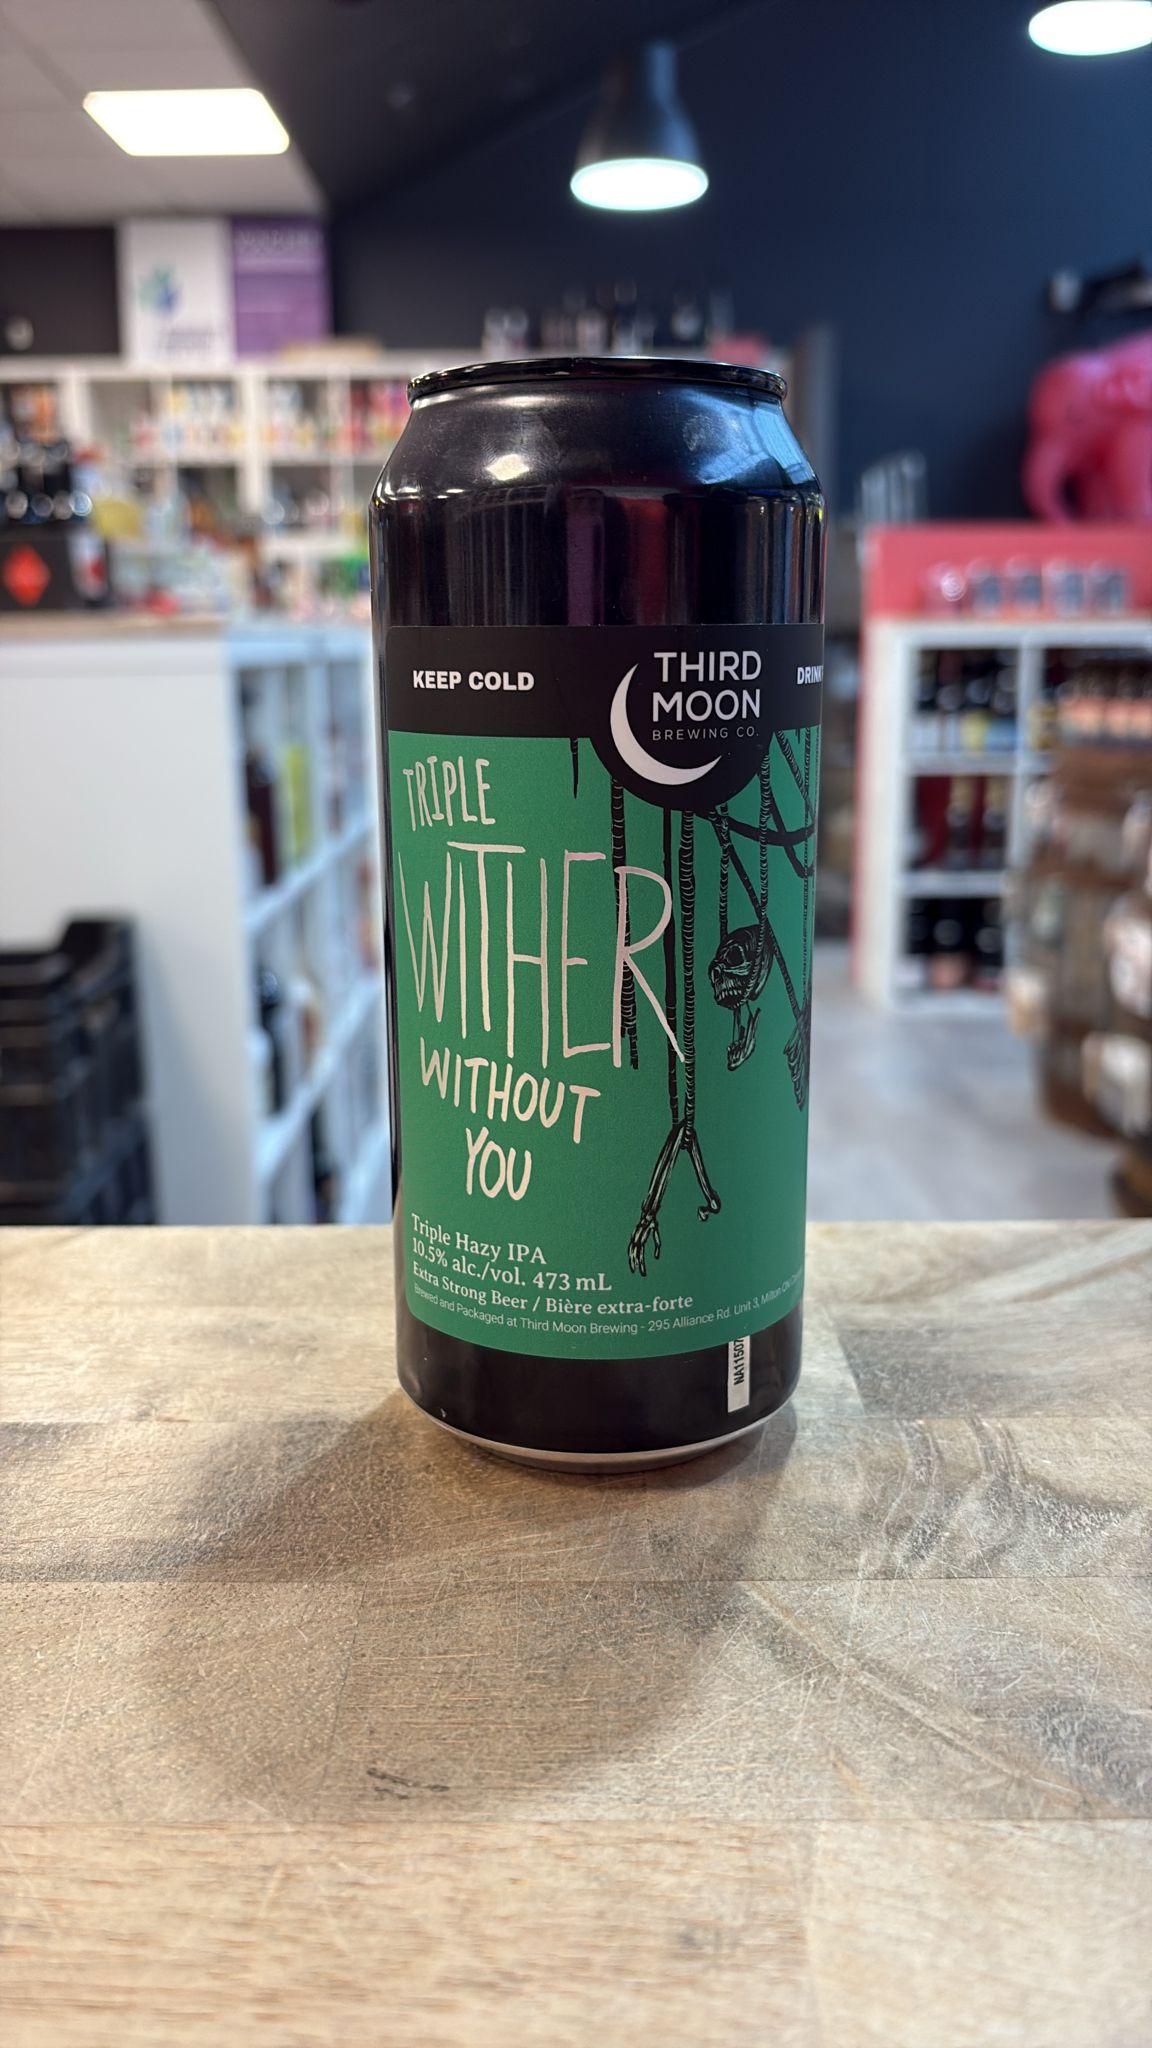 KEEP COLD
THIRD
MOON
BREWING CO.
TRIPLE
WITHER
WITHOUT
YOU
Triple Hazy IPA
10.5% alc./vol. 473 mL
Extra Strong Beer / Bière extra-forte
Brewed and Packaged at Third Moon Brewing - 295 Alliance Rd. Unit 3, Milton ON